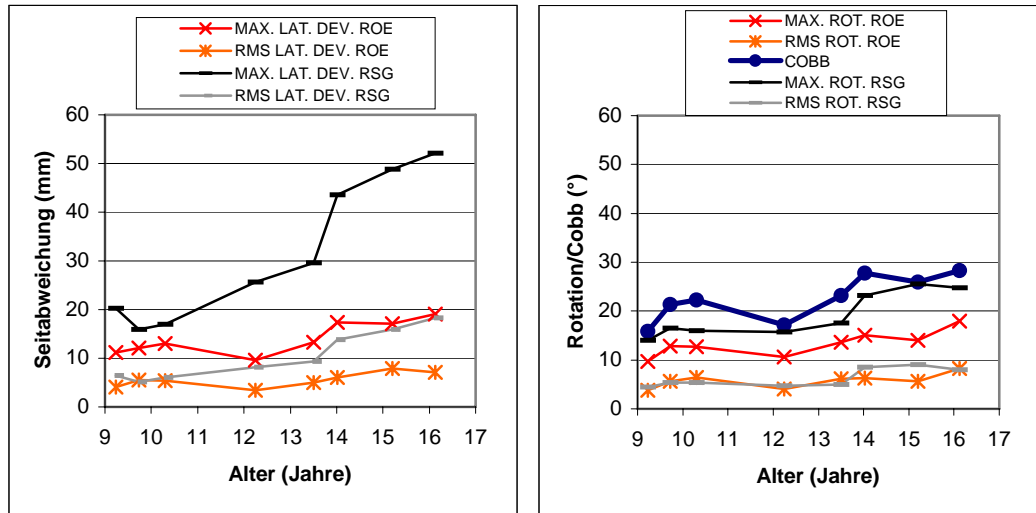 MAX. LAT. DEV. ROE
RMS LAT. DEV. ROE
MAX. LAT. DEV. RSG
RMS LAT. DEV. RSG
60
50
40
30
20
10
0
9 10 11 12 13 14 15 16 17
Seitabweichung (mm)
Alter (Jahre)
MAX. ROT. ROE
RMS ROT. ROE
COBB
MAX. ROT. RSG
RMS ROT. RSG
60
50
40
30
20
10
0
9 10 11 12 13 14 15 16 17
Rotation/Cobb (°)
Alter (Jahre)